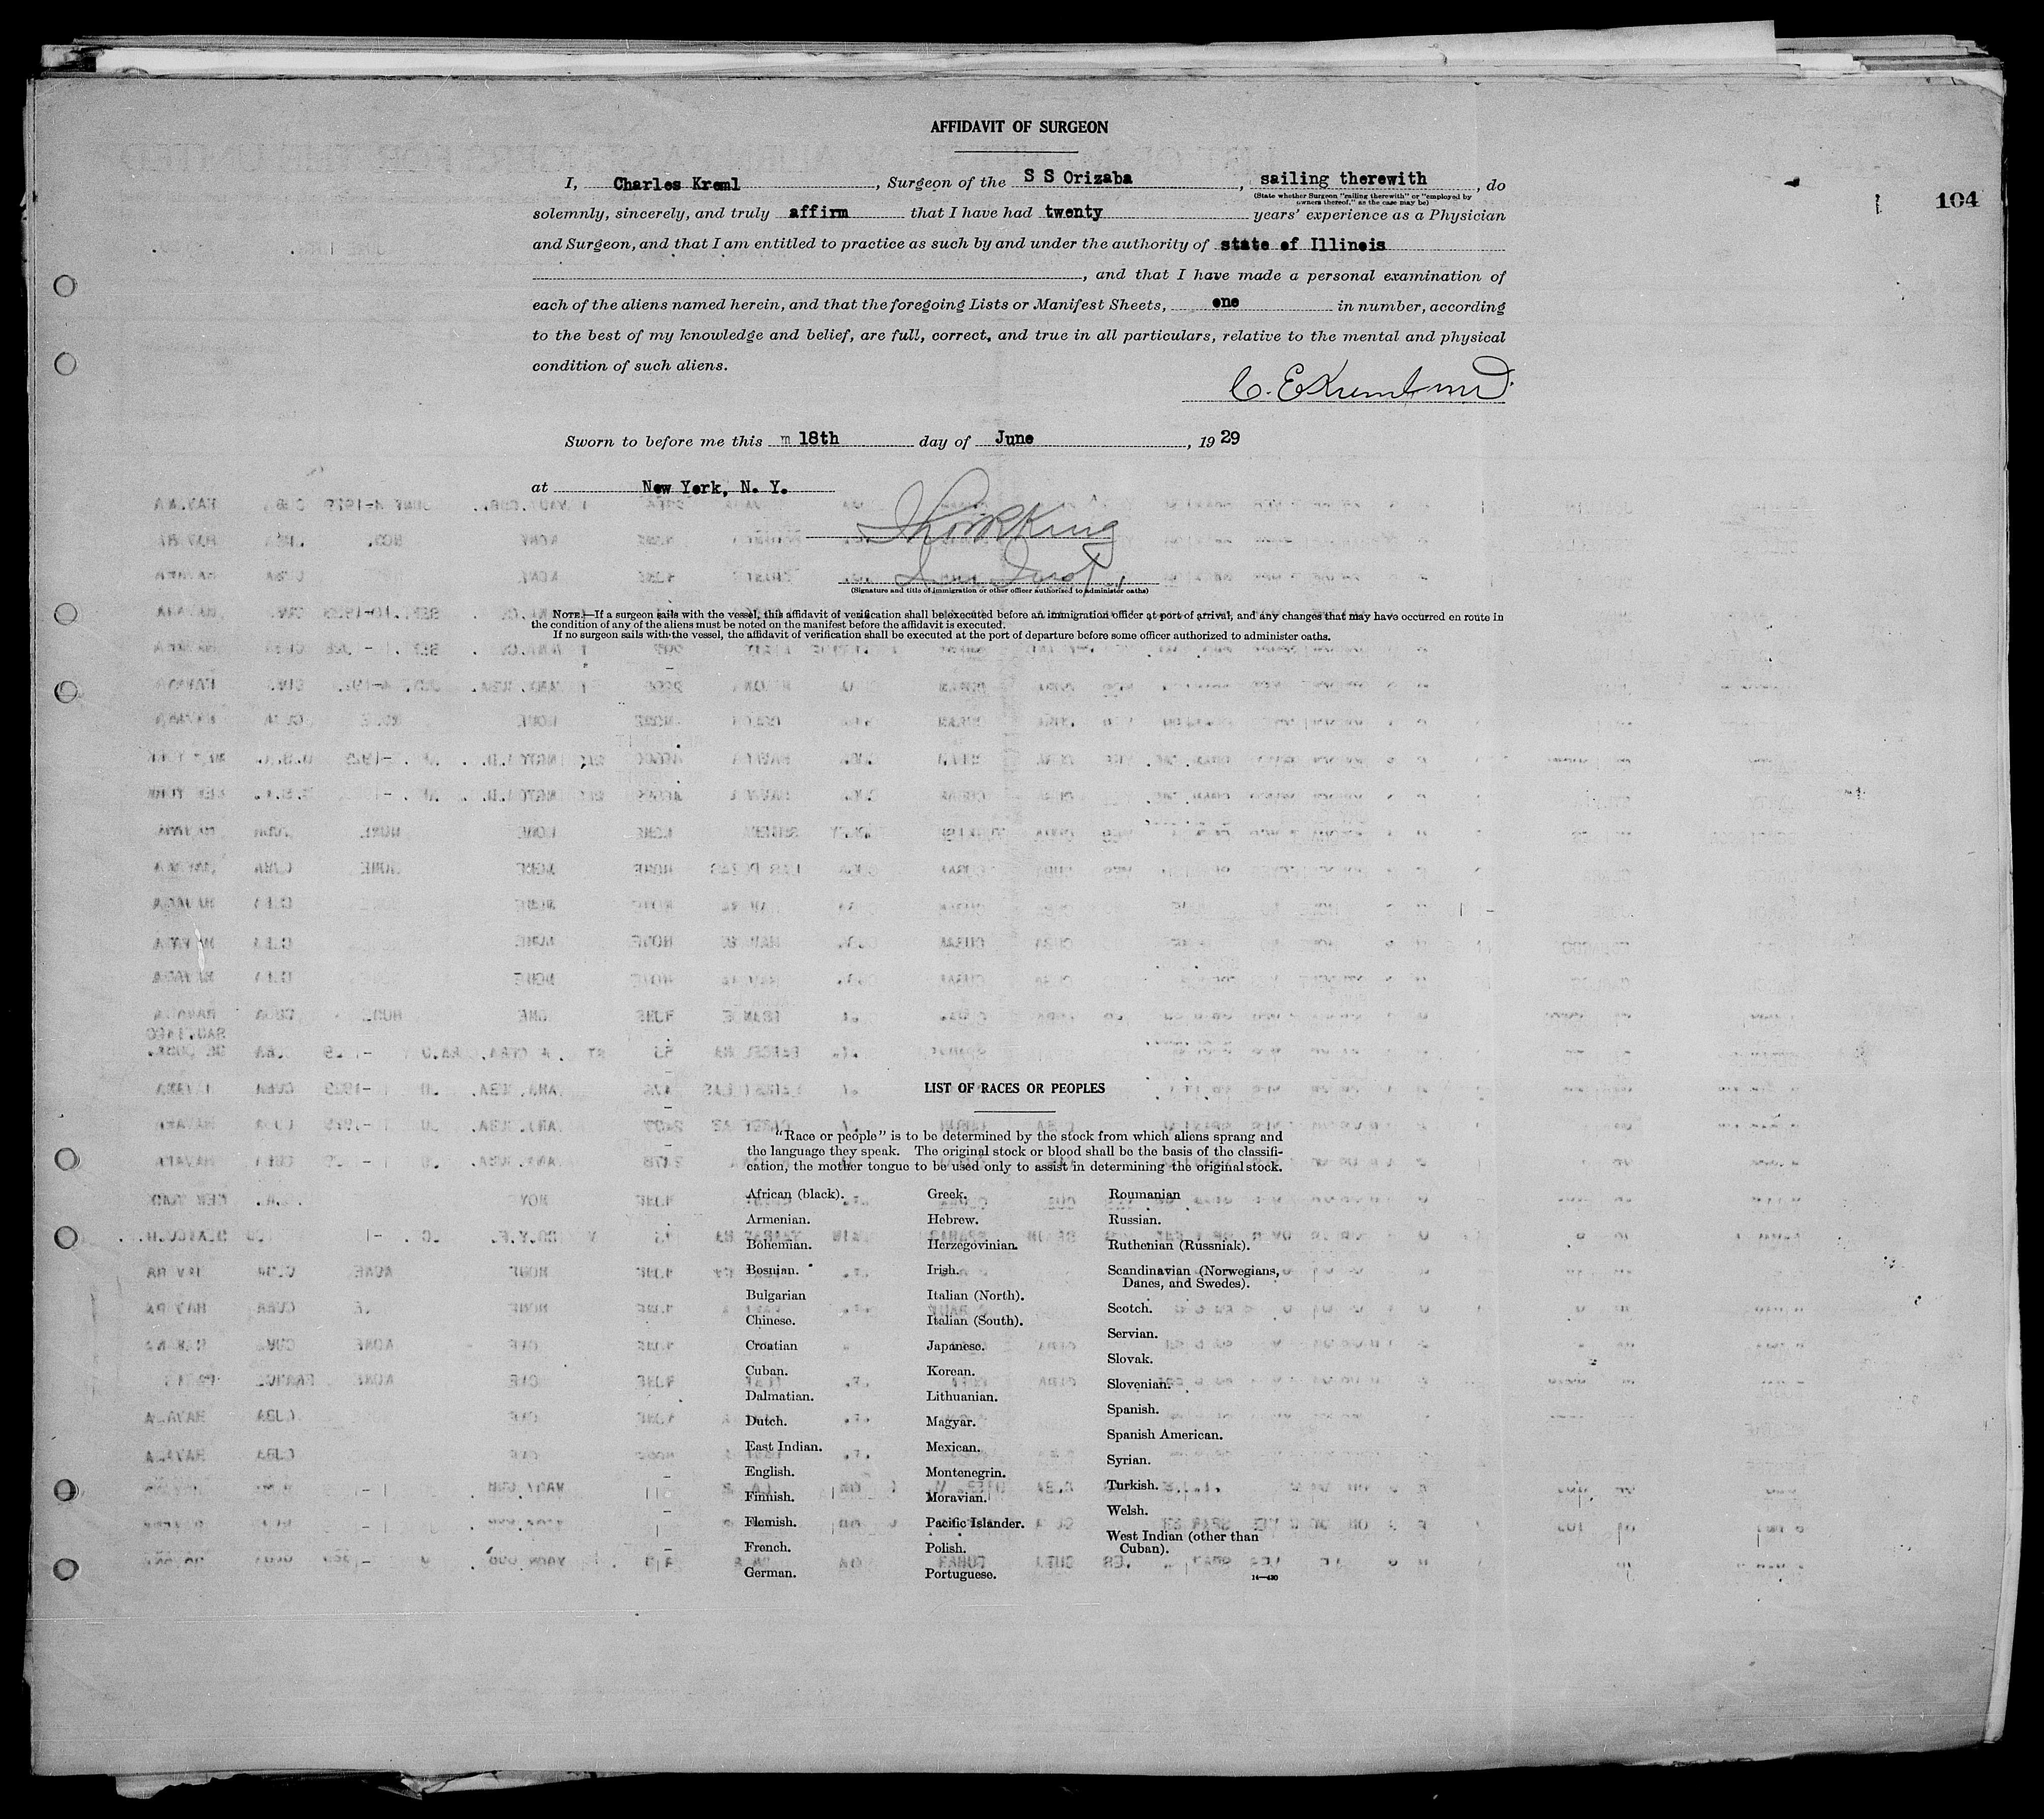 AFFIDAVIT OF SURGEON
104
I, Charles Kreml, Surgeon of the S S Orizaba, sailing therewith, do
(State whether Surgeon "sailing therewith" or "employed by
owners thereof," as the case may be)
solemnly, sincerely, and truly affirm that I have had twenty years' experience as a Physician
and Surgeon, and that I am entitled to practice as such by and under the authority of state of Illinois
, and that I have made a personal examination of
each of the aliens named herein, and that the foregoing Lists or Manifest Sheets, one in number, according
to the best of my knowledge and belief, are full, correct, and true in all particulars, relative to the mental and physical
condition of such aliens.
C. E Kreml MD.
Sworn to before me this m 18th day of June, 19 29
at New York, N. Y.
King
(Signature and title of immigration or other officer authorized to administer oaths)
NOTE.—If a surgeon sails with the vessel, this affidavit of verification shall be executed before an immigration officer at port of arrival, and any changes that may have occurred en route in
the condition of any of the aliens must be noted on the manifest before the affidavit is executed.
If no surgeon sails with the vessel, the affidavit of verification shall be executed at the port of departure before some officer authorized to administer oaths.
LIST OF RACES OR PEOPLES
"Race or people" is to be determined by the stock from which aliens sprang and
the language they speak. The original stock or blood shall be the basis of the classifi-
cation, the mother tongue to be used only to assist in determining the original stock.
African (black).
Armenian.
Bohemian.
Bosnian.
Bulgarian
Chinese.
Croatian
Cuban.
Dalmatian.
Dutch.
East Indian.
English.
Finnish.
Flemish.
French.
German.
Greek.
Hebrew.
Herzegovinian.
Irish.
Italian (North).
Italian (South).
Japanese.
Korean.
Lithuanian.
Magyar.
Mexican.
Montenegrin.
Moravian.
Pacific Islander.
Polish.
Portuguese.
Roumanian
Russian.
Ruthenian (Russniak).
Scandinavian (Norwegians,
Danes, and Swedes).
Scotch.
Servian.
Slovak.
Slovenian.
Spanish.
Spanish American.
Syrian.
Turkish.
Welsh.
West Indian (other than
Cuban).
14—430